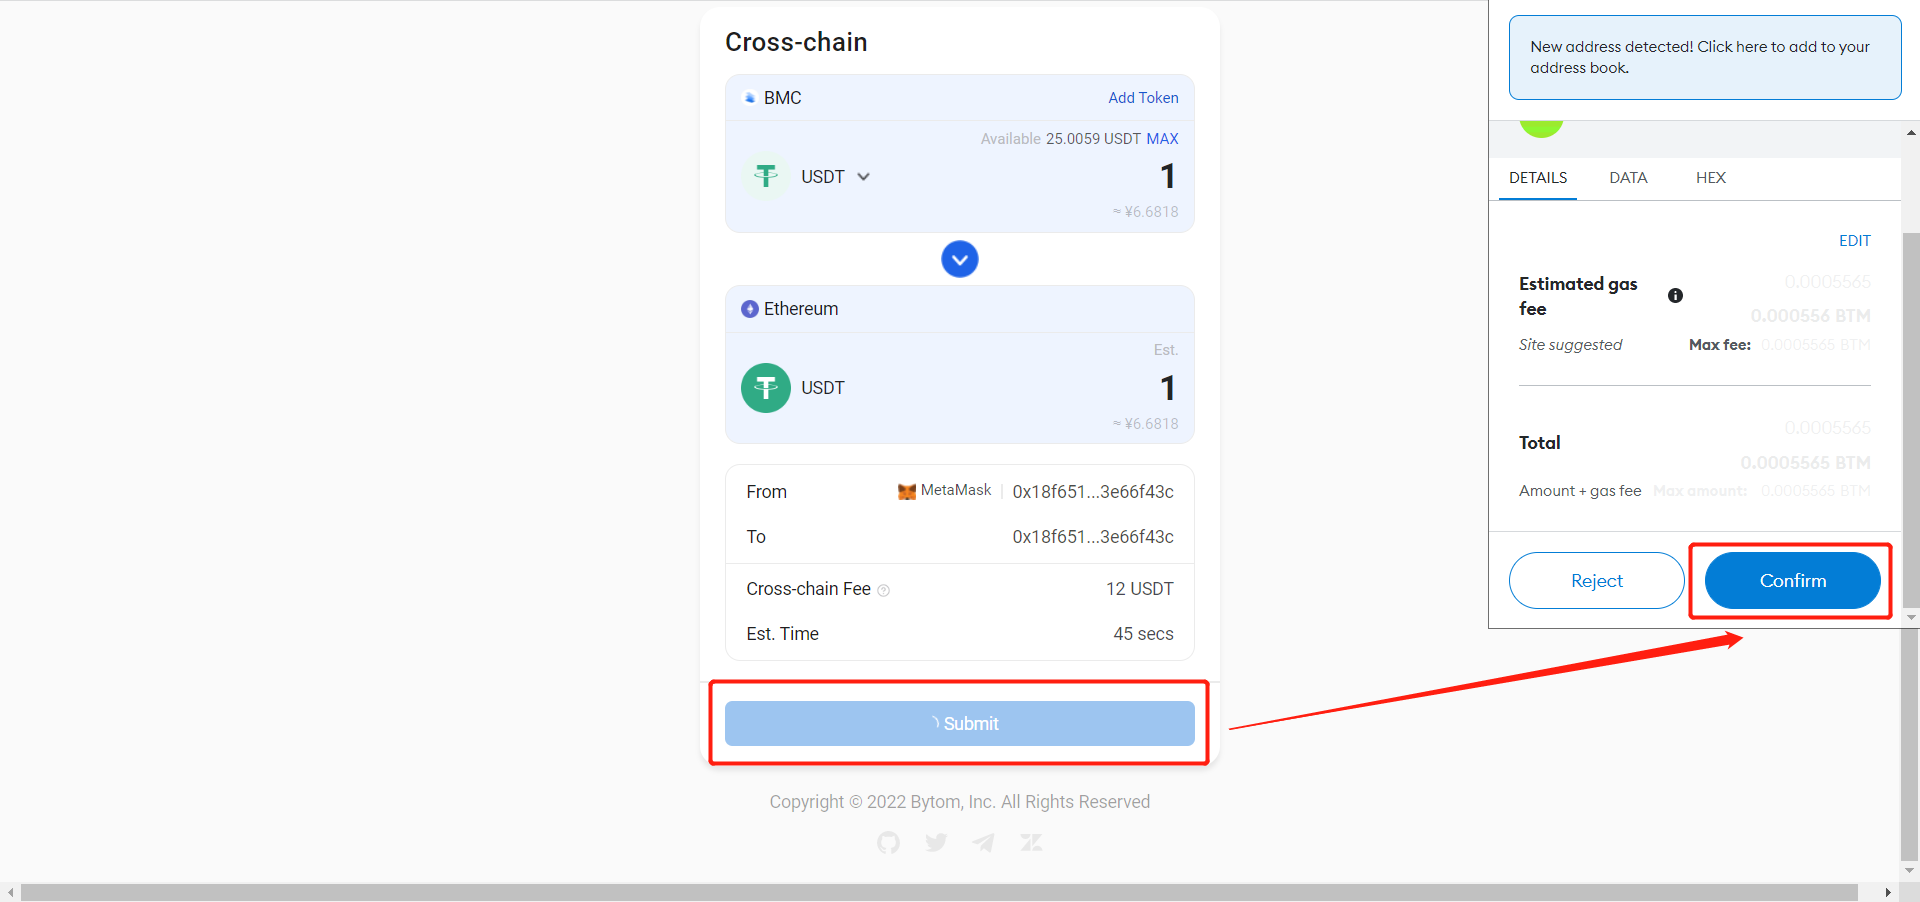 Cross-chain
BMC
Add Token
Available 25.0059 USDT MAX
USDT
1
≈ ¥6.6818
Ethereum
Est.
USDT
1
≈ ¥6.6818
From
MetaMask
0x18f651...3e66f43c
To
0x18f651...3e66f43c
Cross-chain Fee
12 USDT
Est. Time
45 secs
Submit
Copyright © 2022 Bytom, Inc. All Rights Reserved
New address detected! Click here to add to your
address book.
DETAILS
DATA
HEX
EDIT
Estimated gas
fee
0.0005565
0.000556 BTM
Site suggested
Max fee:
0.0005565 BTM
0.0005565
Total
0.0005565 BTM
Amount + gas fee
Max amount:
0.0005565 BTM
Reject
Confirm